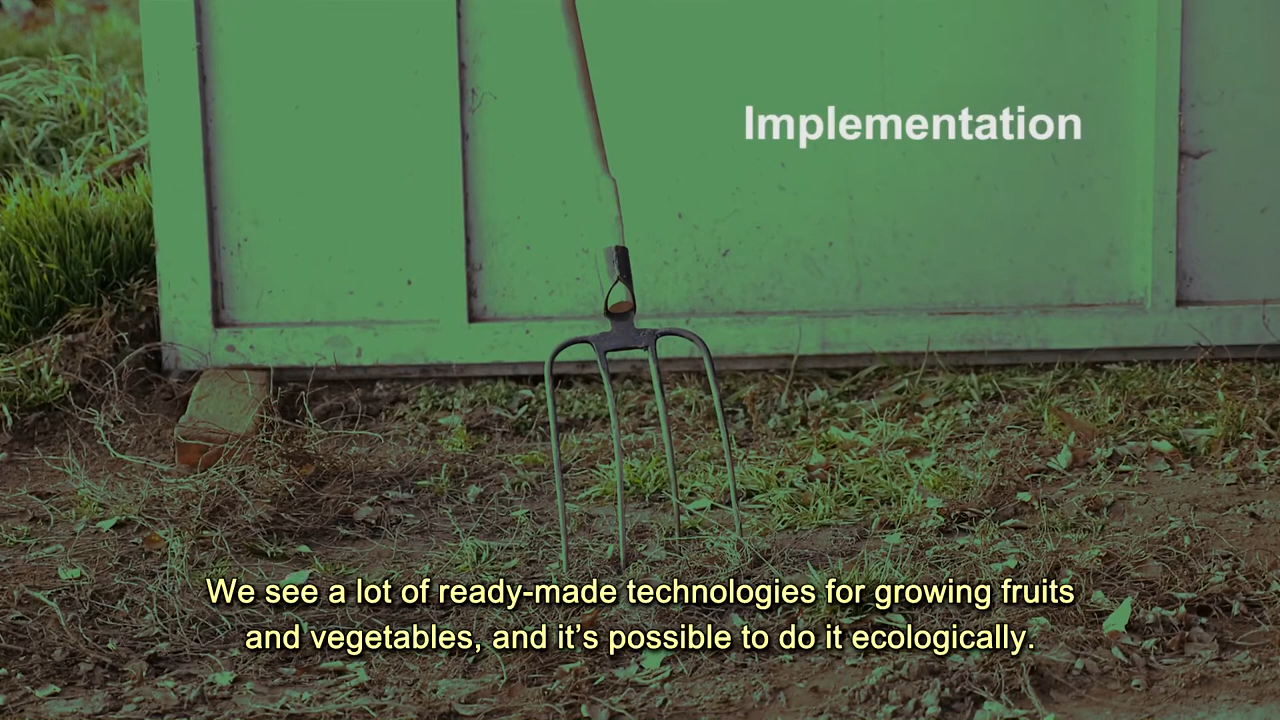 Implementation
We see a lot of ready-made technologies for growing fruits
and vegetables, and it’s possible to do it ecologically.